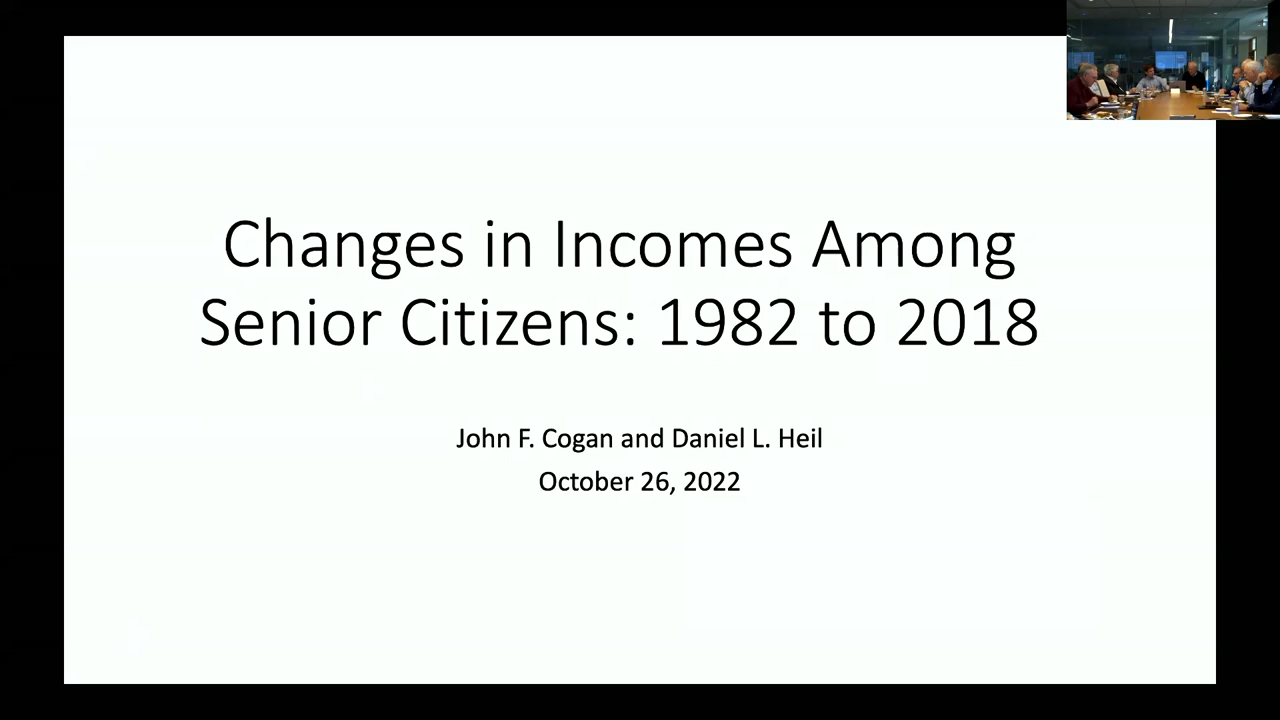 Changes in Incomes Among
Senior Citizens: 1982 to 2018
John F. Cogan and Daniel L. Heil
October 26, 2022